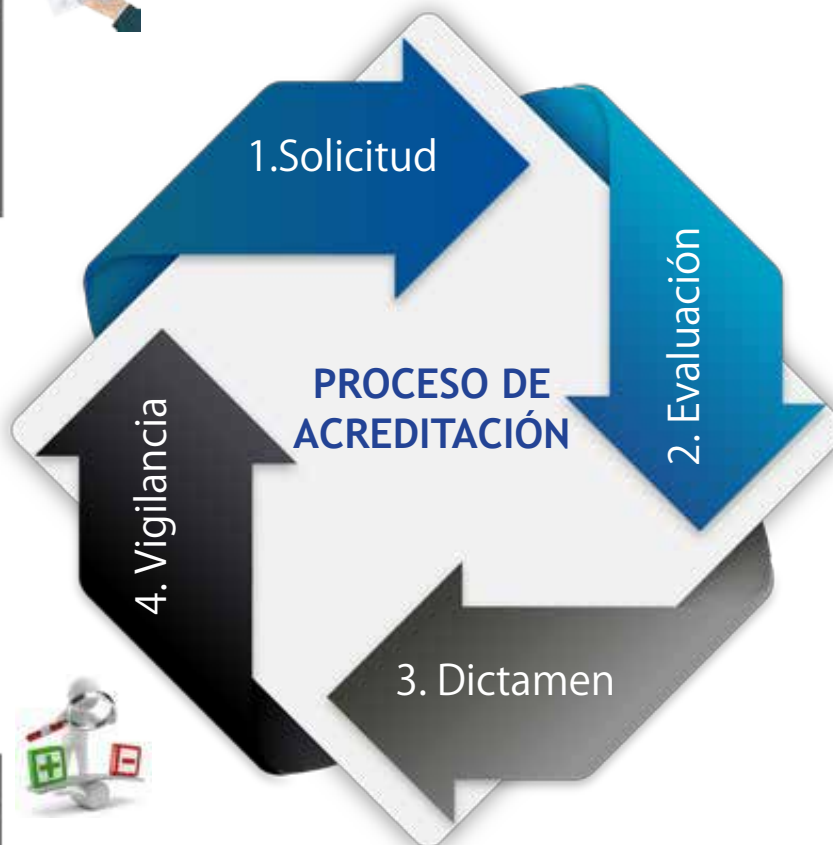 1.Solicitud
2. Evaluación
PROCESO DE
ACREDITACIÓN
3. Dictamen
4. Vigilancia